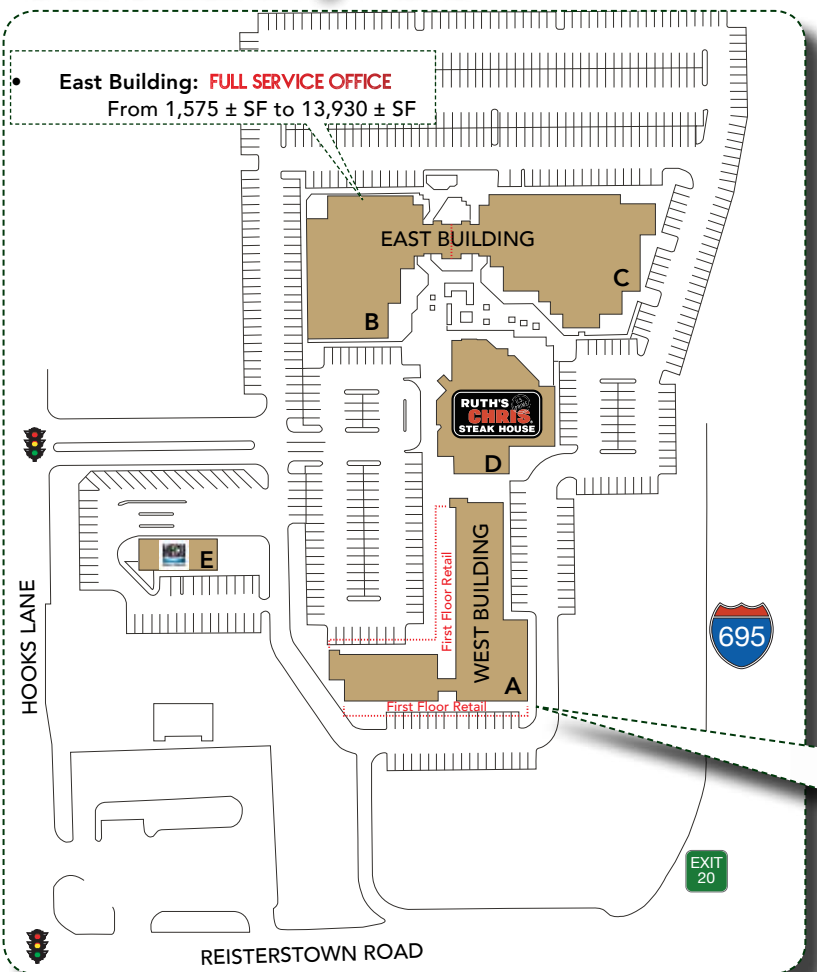 • East Building: FULL SERVICE OFFICE
From 1,575 ± SF to 13,930 ± SF
EAST BUILDING
C
B
RUTH'S
CHRIS
STEAK HOUSE
D
E
First Floor Retail
WEST BUILDING
A
First Floor Retail
HOOKS LANE
695
EXIT
20
REISTERSTOWN ROAD